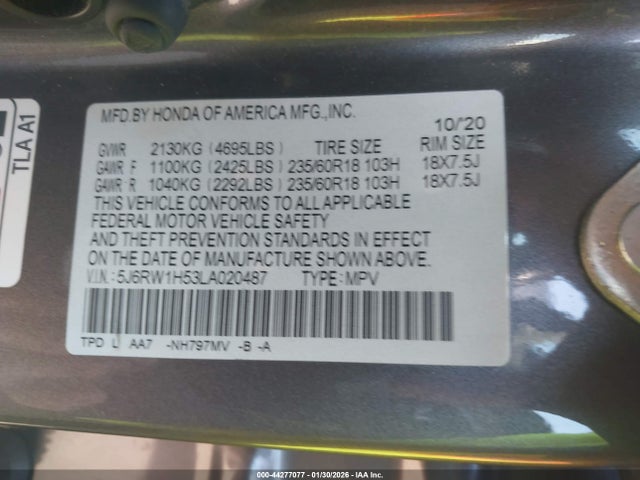 TLA A1
MFD.BY HONDA OF AMERICA MFG.,INC.
10/20
GVWR 2130KG (4695LBS) TIRE SIZE RIM SIZE
GAWR F 1100KG (2425LBS) 235/60R18 103H 18X7.5J
GAWR R 1040KG (2292LBS) 235/60R18 103H 18X7.5J
THIS VEHICLE CONFORMS TO ALL APPLICABLE
FEDERAL MOTOR VEHICLE SAFETY
AND THEFT PREVENTION STANDARDS IN EFFECT
ON THE DATE OF MANUFACTURE SHOWN ABOVE.
V.I.N.: 5J6RW1H53LA020487 TYPE: MPV
TPD L AA7 -NH797MV -B -A
000-44277077 - 01/30/2026 - IAA Inc.